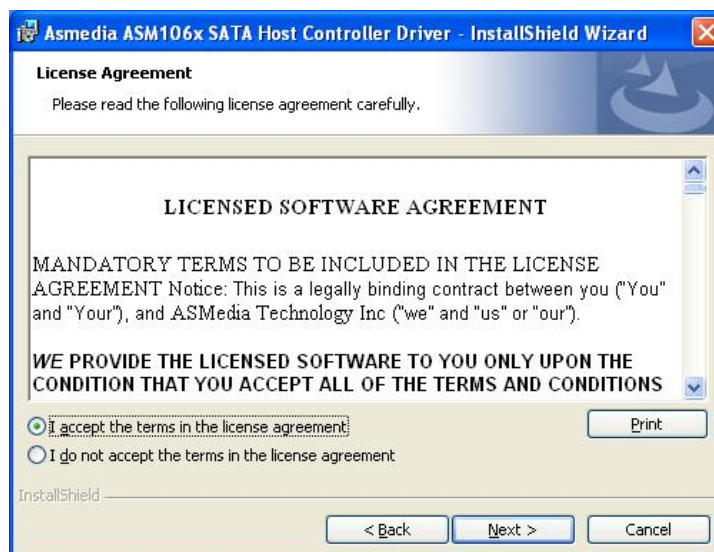 Asmedia ASM106x SATA Host Controller Driver - InstallShield Wizard
License Agreement
Please read the following license agreement carefully.
LICENSED SOFTWARE AGREEMENT
MANDATORY TERMS TO BE INCLUDED IN THE LICENSE
AGREEMENT Notice: This is a legally binding contract between you ("You"
and "Your"), and ASMedia Technology Inc ("we" and "us" or "our").
WE PROVIDE THE LICENSED SOFTWARE TO YOU ONLY UPON THE
CONDITION THAT YOU ACCEPT ALL OF THE TERMS AND CONDITIONS
I accept the terms in the license agreement
Print
I do not accept the terms in the license agreement
InstallShield
< Back
Next >
Cancel